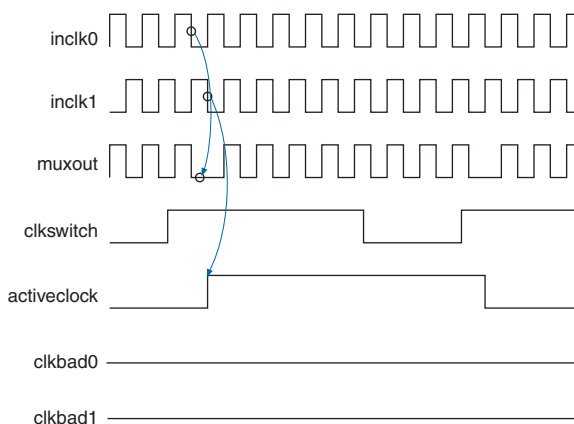 inclk0
inclk1
muxout
clkswitch
activeclock
clkbad0
clkbad1